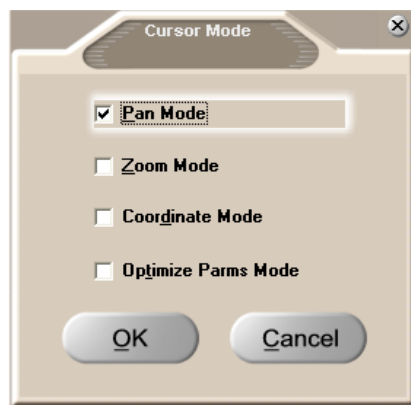 Cursor Mode
Pan Mode
Zoom Mode
Coordinate Mode
Optimize Parms Mode
OK
Cancel